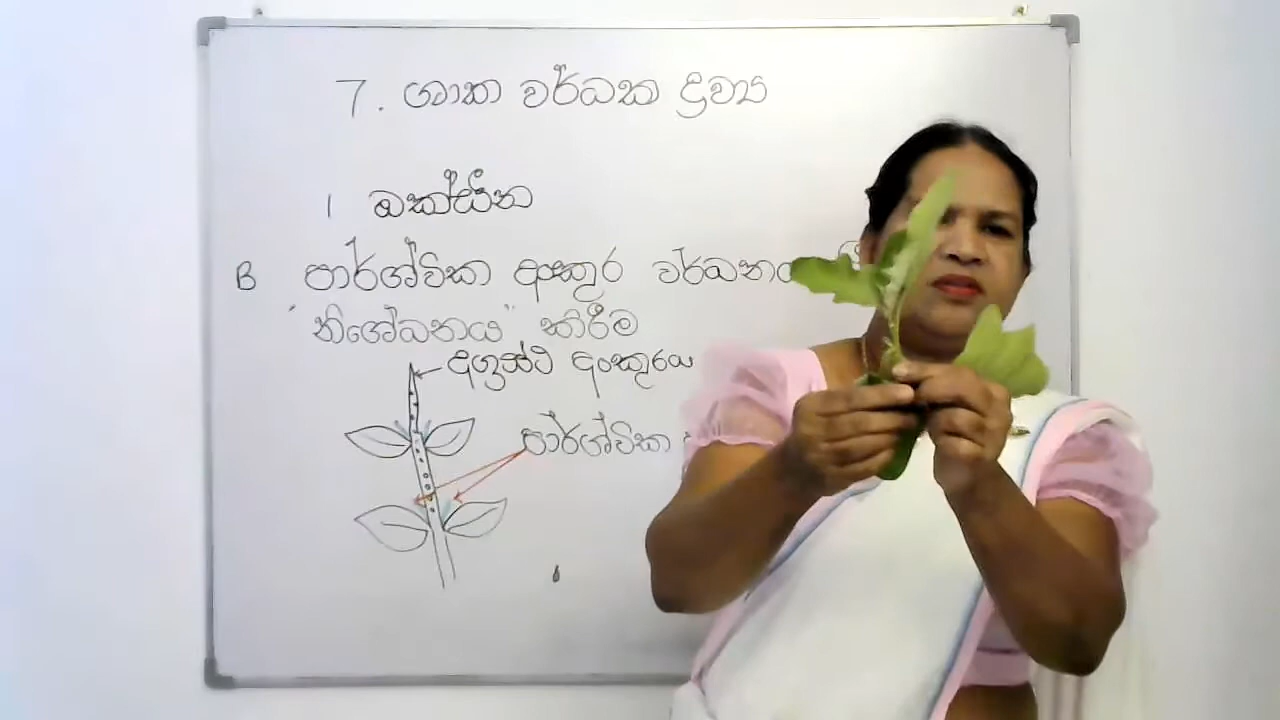 7. ශාක වර්ධක ද්‍රව්‍ය
1 ඔක්සීන
B පාර්ශ්වික අංකුර වර්ධනය
"නිශේධනය" කිරීම
අග්‍රස්ථ අංකුරය
පාර්ශ්වික